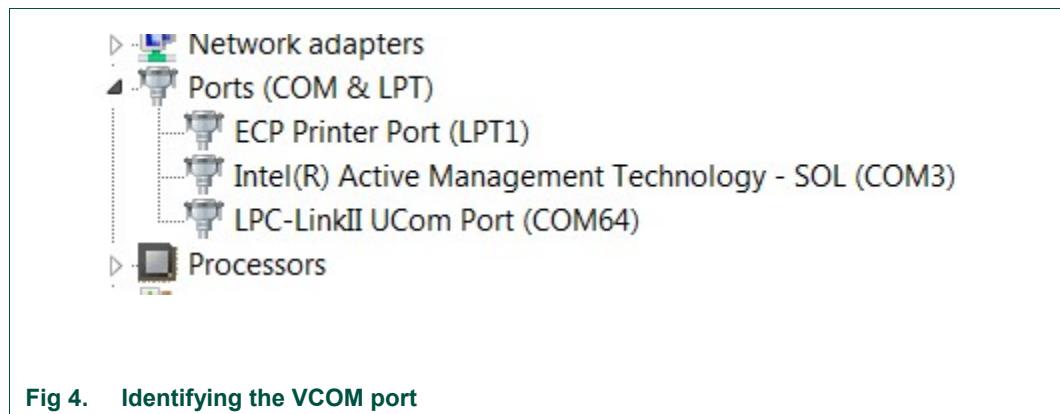 Network adapters
Ports (COM & LPT)
ECP Printer Port (LPT1)
Intel(R) Active Management Technology - SOL (COM3)
LPC-LinkII UCom Port (COM64)
Processors
Fig 4. Identifying the VCOM port